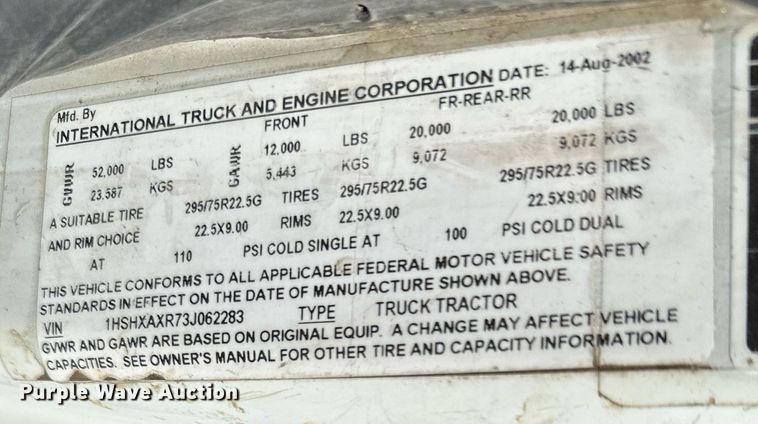 Mfd. By
INTERNATIONAL TRUCK AND ENGINE CORPORATION DATE: 14-Aug-2002
FRONT FR-REAR-RR
GVWR 52,000 LBS GAWR 12,000 LBS 20,000 20,000 LBS
23,587 KGS 5,443 KGS 9,072 9,072 KGS
A SUITABLE TIRE 295/75R22.5G TIRES 295/75R22.5G 295/75R22.5G TIRES
AND RIM CHOICE 22.5X9.00 RIMS 22.5X9.00 22.5X9.00 RIMS
AT 110 PSI COLD SINGLE AT 100 PSI COLD DUAL
THIS VEHICLE CONFORMS TO ALL APPLICABLE FEDERAL MOTOR VEHICLE SAFETY
STANDARDS IN EFFECT ON THE DATE OF MANUFACTURE SHOWN ABOVE.
VIN 1HSHXAXR73J062283 TYPE TRUCK TRACTOR
GVWR AND GAWR ARE BASED ON ORIGINAL EQUIP. A CHANGE MAY AFFECT VEHICLE
CAPACITIES. SEE OWNER'S MANUAL FOR OTHER TIRE AND CAPACITY INFORMATION.
Purple Wave Auction